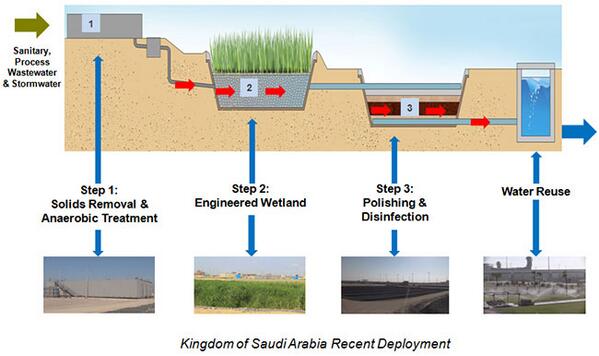 1
Sanitary,
Process
Wastewater
& Stormwater
2
3
Step 1:
Solids Removal &
Anaerobic Treatment
Step 2:
Engineered Wetland
Step 3:
Polishing &
Disinfection
Water Reuse
Kingdom of Saudi Arabia Recent Deployment